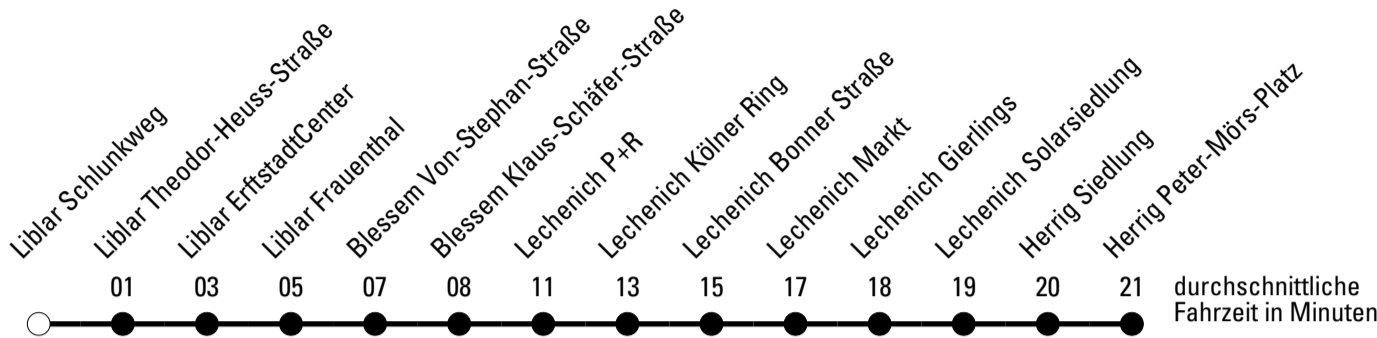 Liblar Schlunkweg
Liblar Theodor-Heuss-Straße
Liblar ErftstadtCenter
Liblar Frauenthal
Blessem Von-Stephan-Straße
Blessem Klaus-Schäfer-Straße
Lechenich P+R
Lechenich Kölner Ring
Lechenich Bonner Straße
Lechenich Markt
Lechenich Gierlings
Lechenich Solarsiedlung
Herrig Siedlung
Herrig Peter-Mörs-Platz
01 03 05 07 08 11 13 15 17 18 19 20 21
durchschnittliche
Fahrzeit in Minuten